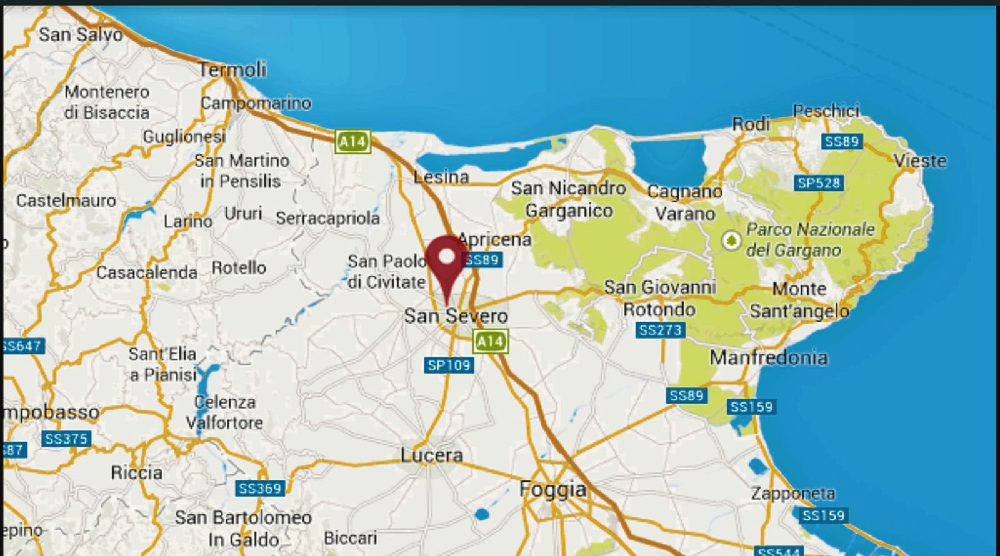 San Salvo
Termoli
Montenero
di Bisaccia
Campomarino
Peschici
Rodi
Guglionesi
A14
SS89
San Martino
in Pensilis
Vieste
Lesina
SP528
San Nicandro
Garganico
Cagnano
Varano
Castelmauro
Larino
Ururi
Serracapriola
Parco Nazionale
del Gargano
Apricena
SS89
San Paolo
di Civitate
Casacalenda
Rotello
San Giovanni
Rotondo
Monte
Sant'angelo
San Severo
SS273
A14
SS647
Sant'Elia
a Pianisi
SP109
Manfredonia
Celenza
Valfortore
SS89
SS159
mpobasso
SS375
S87
Lucera
Riccia
SS369
Foggia
Zapponeta
SS159
San Bartolomeo
In Galdo
Biccari
epino
SS544